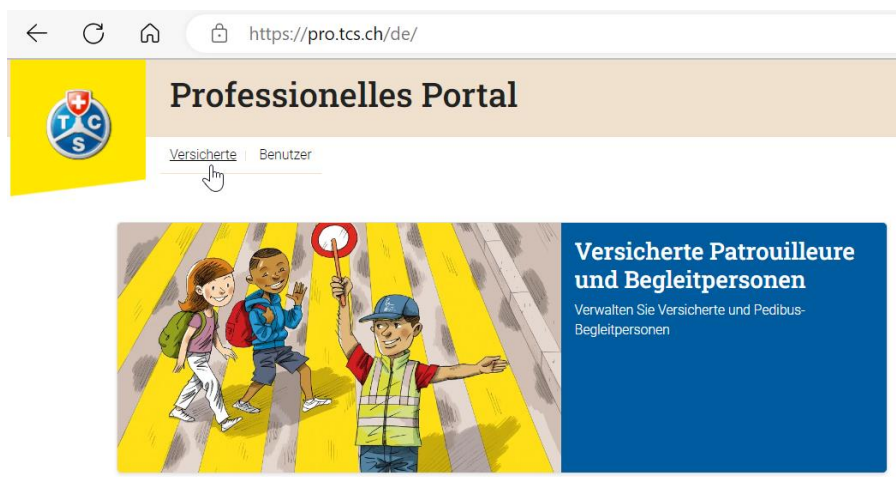 https://pro.tcs.ch/de/
Professionelles Portal
TCS
Versicherte Benutzer
Versicherte Patrouilleure
und Begleitpersonen
Verwalten Sie Versicherte und Pedibus-
Begleitpersonen